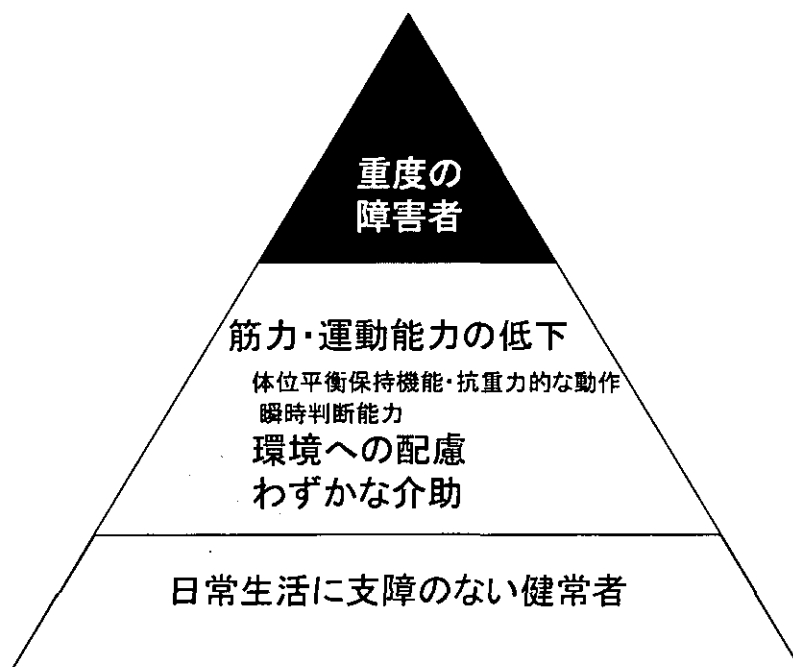 重度の
障害者
筋力・運動能力の低下
体位平衡保持機能・抗重力的な動作
瞬時判断能力
環境への配慮
わずかな介助
日常生活に支障のない健常者